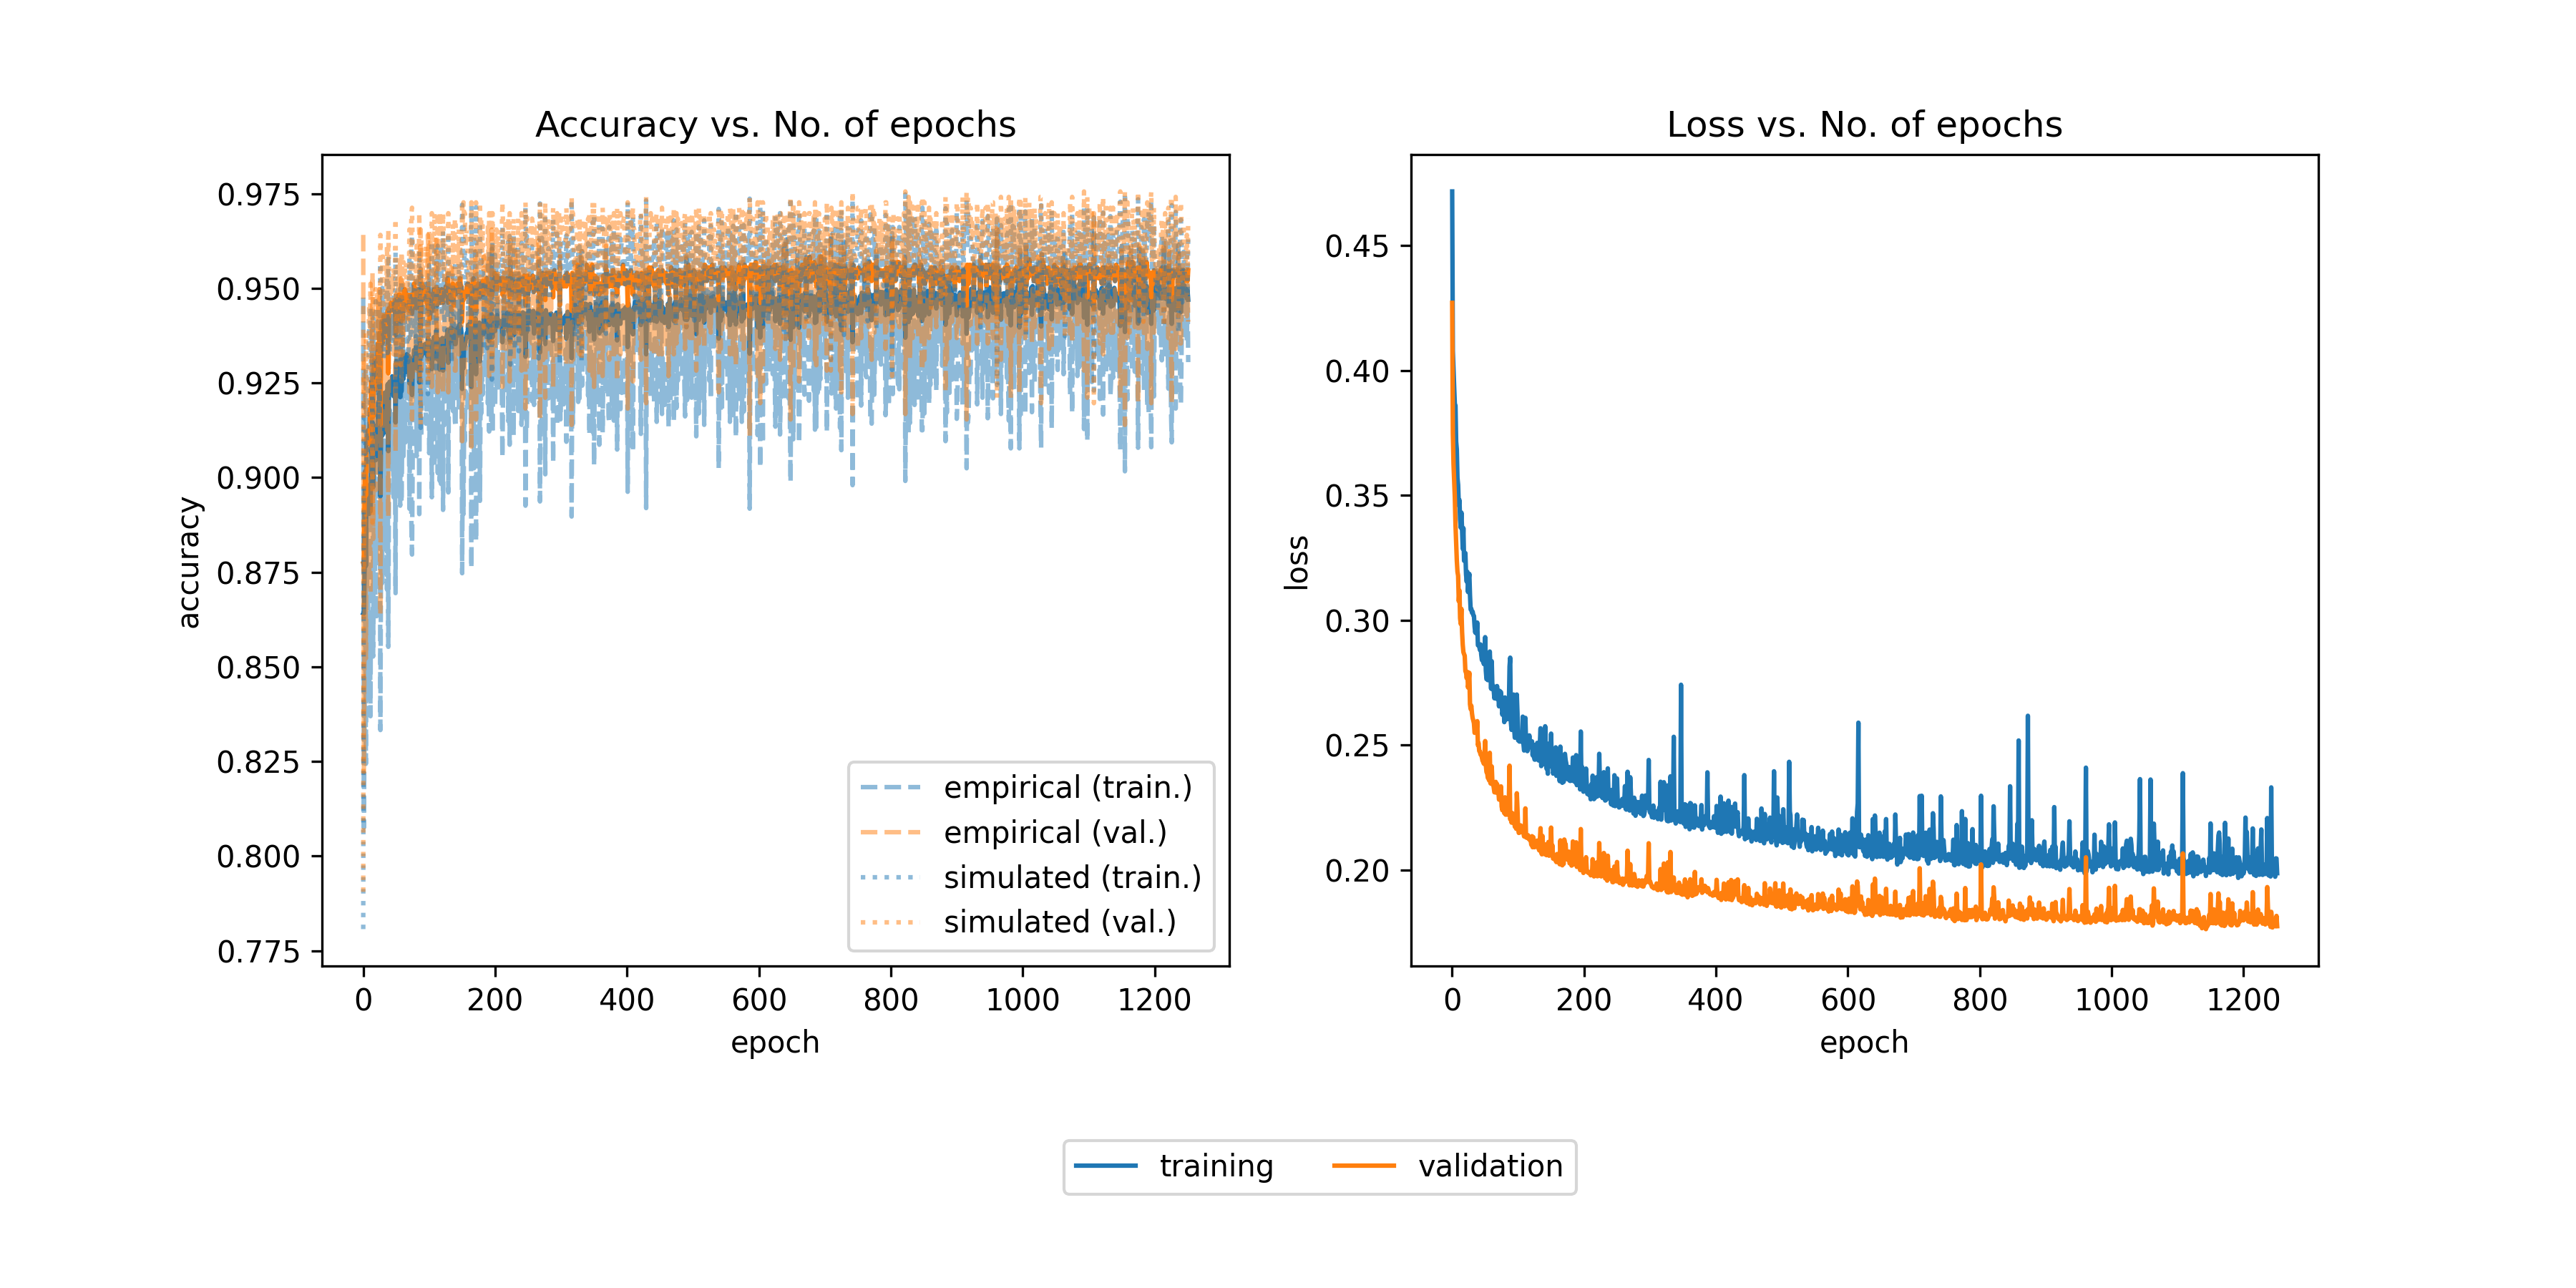 Accuracy vs. No. of epochs
0.975
0.950
0.925
0.900
0.875
0.850
0.825
0.800
0.775
accuracy
empirical (train.)
empirical (val.)
simulated (train.)
simulated (val.)
0 200 400 600 800 1000 1200
epoch
Loss vs. No. of epochs
0.45
0.40
0.35
0.30
0.25
0.20
loss
0 200 400 600 800 1000 1200
epoch
training validation